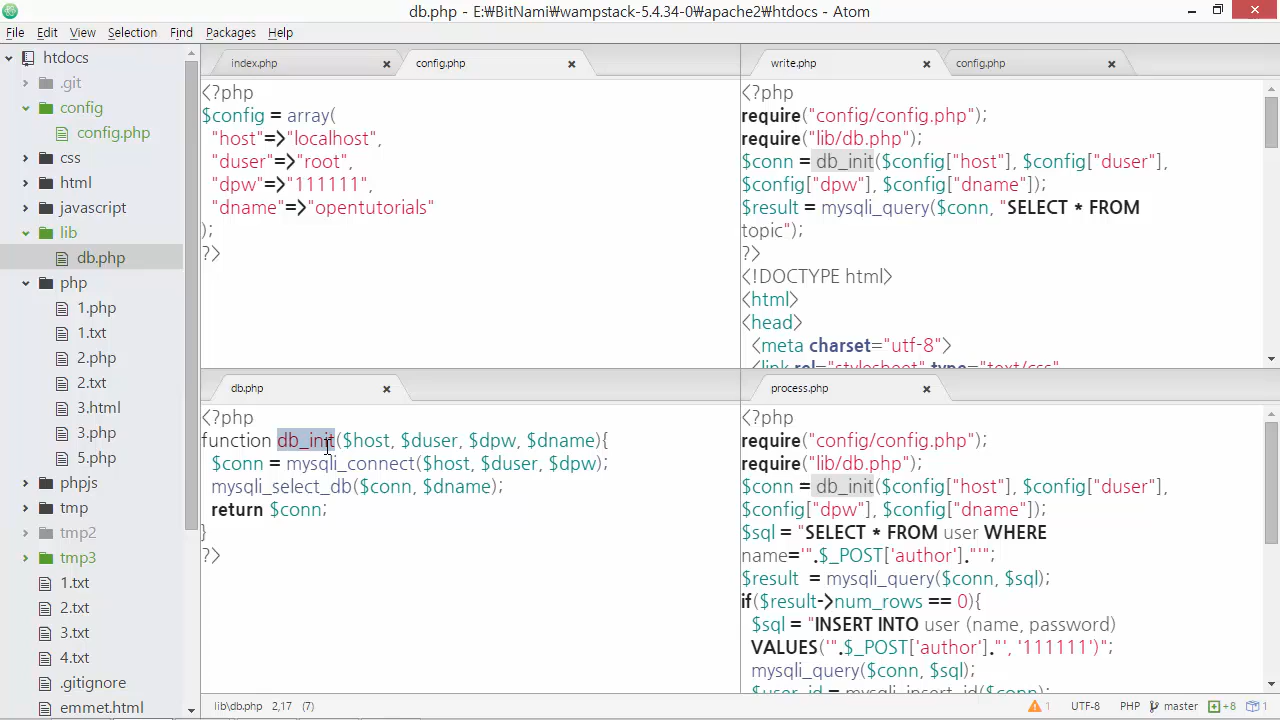 db.php - E:₩BitNami₩wampstack-5.4.34-0₩apache2₩htdocs - Atom
File Edit View Selection Find Packages Help
htdocs
.git
config
config.php
css
html
javascript
lib
db.php
php
1.php
1.txt
2.php
2.txt
3.html
3.php
5.php
phpjs
tmp
tmp2
tmp3
1.txt
2.txt
3.txt
4.txt
.gitignore
emmet.html
index.php config.php
<?php
$config = array(
"host"=>"localhost",
"duser"=>"root",
"dpw"=>"111111",
"dname"=>"opentutorials"
);
?>
write.php config.php
<?php
require("config/config.php");
require("lib/db.php");
$conn = db_init($config["host"], $config["duser"],
$config["dpw"], $config["dname"]);
$result = mysqli_query($conn, "SELECT * FROM
topic");
?>
<!DOCTYPE html>
<html>
<head>
<meta charset="utf-8">
<link rel="stylesheet" type="text/css"
db.php
<?php
function db_init($host, $duser, $dpw, $dname){
$conn = mysqli_connect($host, $duser, $dpw);
mysqli_select_db($conn, $dname);
return $conn;
}
?>
process.php
<?php
require("config/config.php");
require("lib/db.php");
$conn = db_init($config["host"], $config["duser"],
$config["dpw"], $config["dname"]);
$sql = "SELECT * FROM user WHERE
name='".$_POST['author']."'";
$result  = mysqli_query($conn, $sql);
if($result->num_rows == 0){
$sql = "INSERT INTO user (name, password)
VALUES('".$_POST['author']."', '111111')";
mysqli_query($conn, $sql);
$user_id = mysqli_insert_id($conn);
lib\db.php 2,17 (7) 1 UTF-8 PHP master +8 1